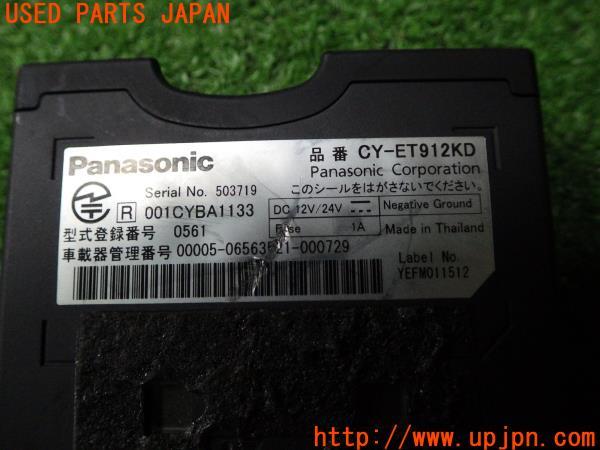 USED PARTS JAPAN
Panasonic
品番 CY-ET912KD
Panasonic Corporation
Serial No. 503719
このシールをはがさないでください。
R 001CYBA1133
DC 12V/24V
Negative Ground
型式登録番号 0561
1A
Made in Thailand
車載器管理番号 00005-06563521-000729
Label No.
YEFM011512
http://www.upjpn.com/